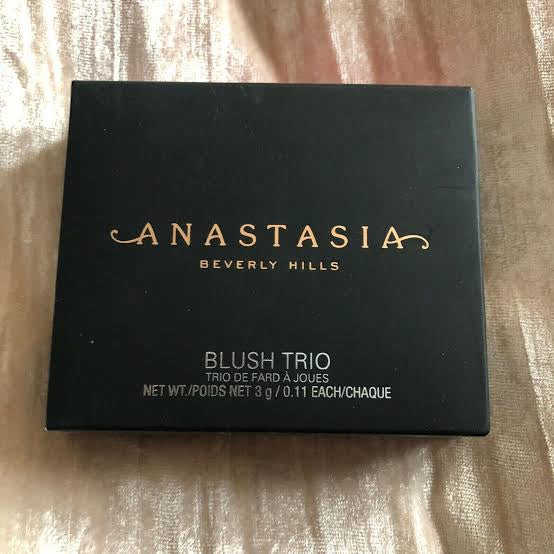 ANASTASIA
BEVERLY HILLS
BLUSH TRIO
TRIO DE FARD À JOUES
NET WT./POIDS NET 3 g / 0.11 EACH/CHAQUE